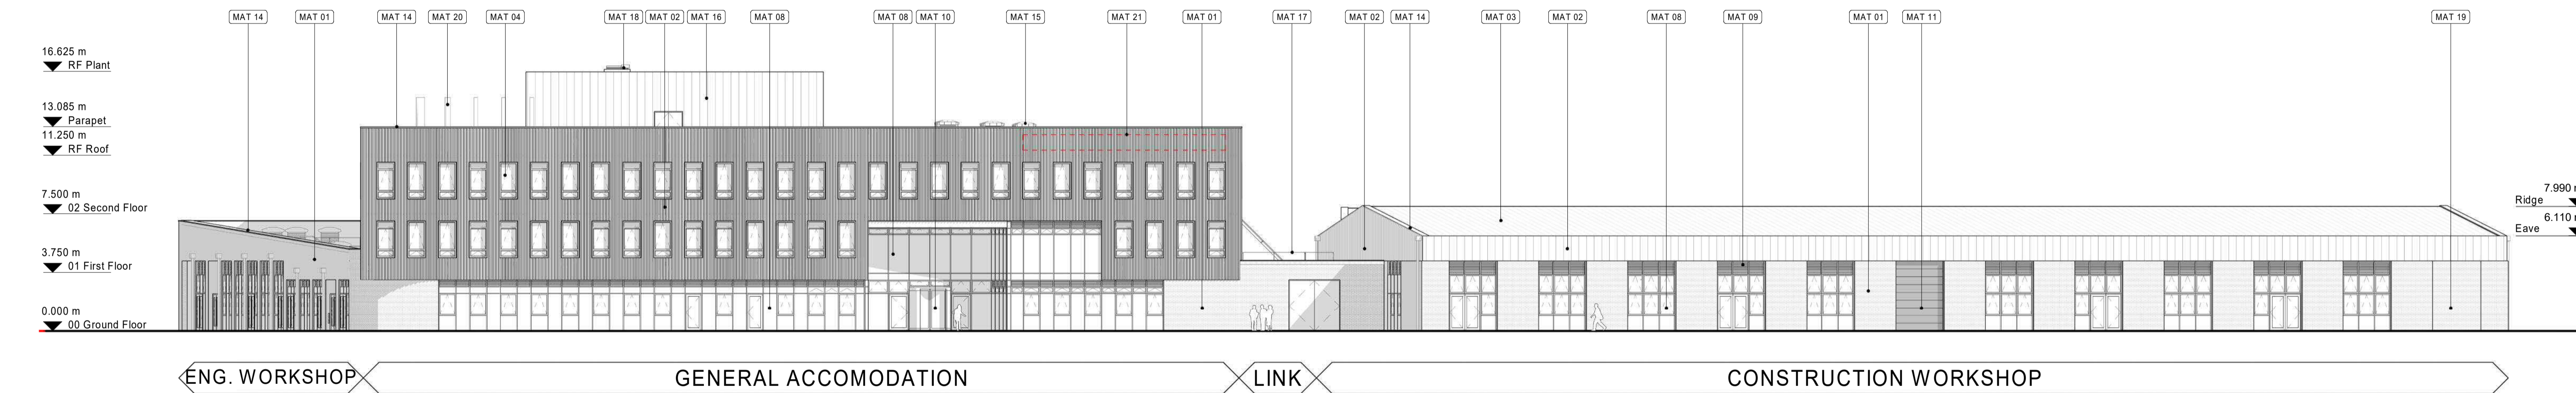 MAT 14
MAT 01
MAT 14
MAT 20
MAT 04
MAT 18
MAT 02
MAT 16
MAT 08
MAT 08
MAT 10
MAT 15
MAT 21
MAT 01
MAT 17
MAT 02
MAT 14
MAT 03
MAT 02
MAT 08
MAT 09
MAT 01
MAT 11
MAT 19
16.625 m
RF Plant
13.085 m
Parapet
11.250 m
RF Roof
7.500 m
02 Second Floor
3.750 m
01 First Floor
0.000 m
00 Ground Floor
7.990 m
Ridge
6.110 m
Eave
ENG. WORKSHOP
GENERAL ACCOMODATION
LINK
CONSTRUCTION WORKSHOP